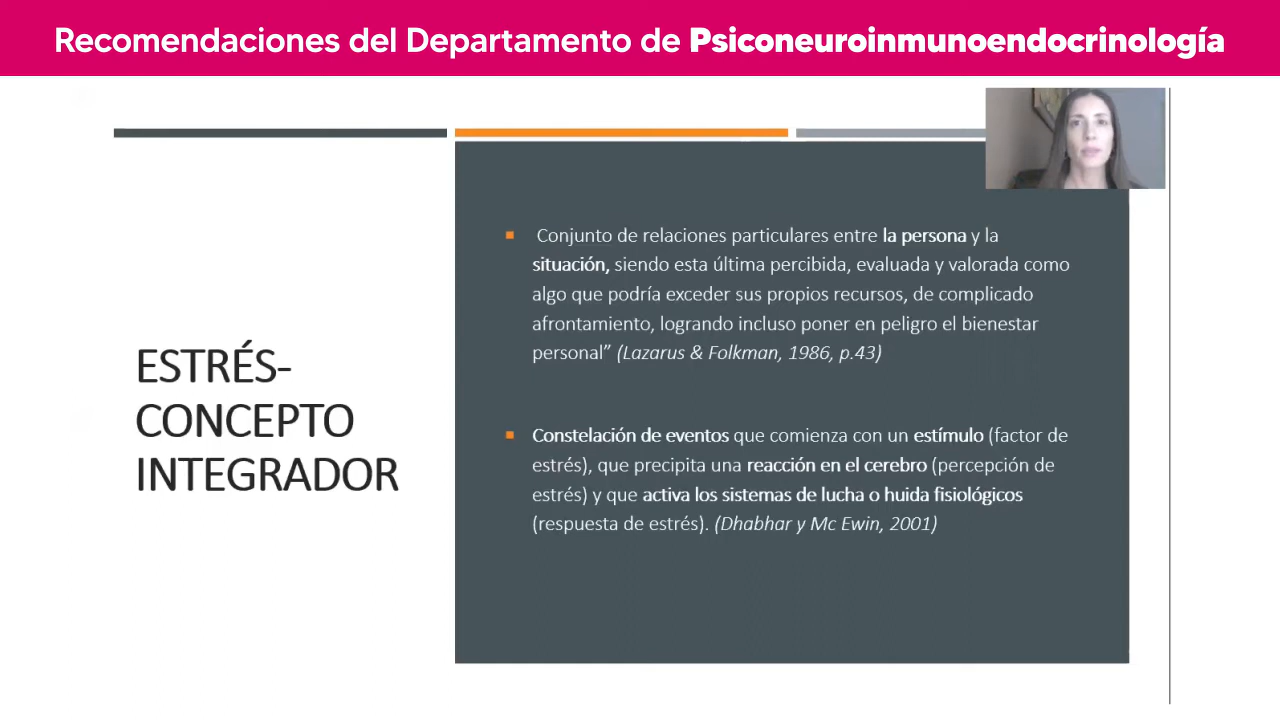 Recomendaciones del Departamento de Psiconeuroinmunoendocrinología
ESTRÉS-
CONCEPTO
INTEGRADOR
Conjunto de relaciones particulares entre la persona y la
situación, siendo esta última percibida, evaluada y valorada como
algo que podría exceder sus propios recursos, de complicado
afrontamiento, logrando incluso poner en peligro el bienestar
personal” (Lazarus & Folkman, 1986, p.43)
Constelación de eventos que comienza con un estímulo (factor de
estrés), que precipita una reacción en el cerebro (percepción de
estrés) y que activa los sistemas de lucha o huida fisiológicos
(respuesta de estrés). (Dhabhar y Mc Ewin, 2001)